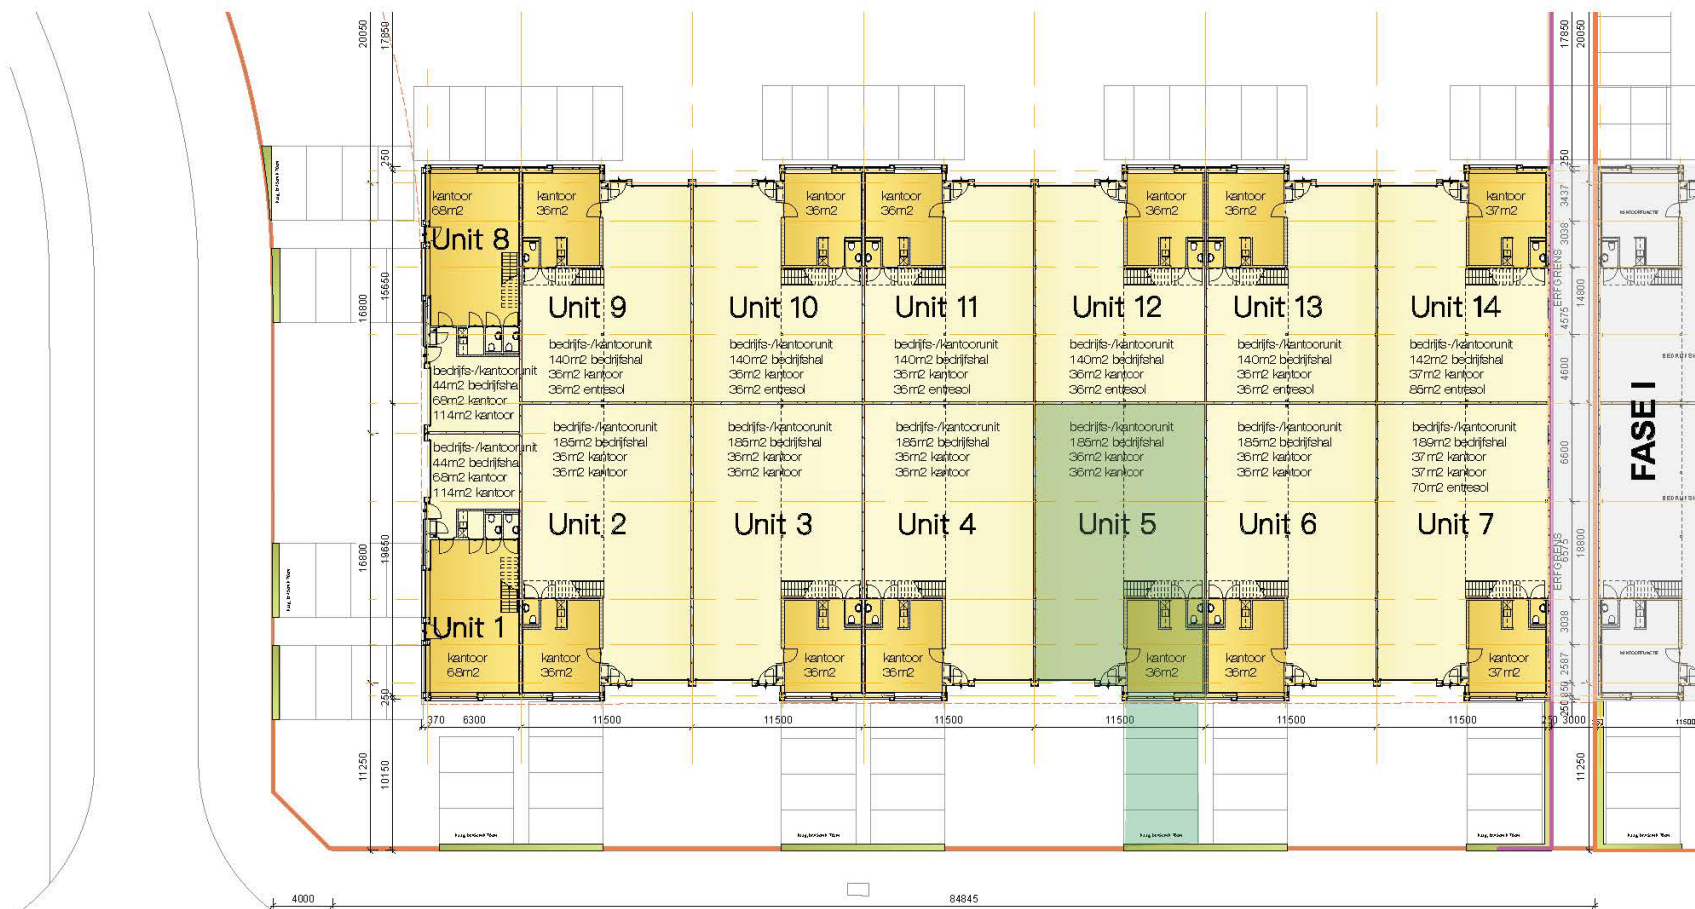 20050
17850
17850
20050
250
250
kantoor
68m2
Unit 8
kantoor
36m2
kantoor
36m2
kantoor
36m2
kantoor
36m2
kantoor
36m2
kantoor
37m2
KANTOORFUNCTIE
3437
3038
ERFGRENS
4575
14800
4600
16800
15650
Unit 9
bedrijfs-/kantoorunit
140m2 bedrijfshal
36m2 kantoor
36m2 entresol
Unit 10
bedrijfs-/kantoorunit
140m2 bedrijfshal
36m2 kantoor
36m2 entresol
Unit 11
bedrijfs-/kantoorunit
140m2 bedrijfshal
36m2 kantoor
36m2 entresol
Unit 12
bedrijfs-/kantoorunit
140m2 bedrijfshal
36m2 kantoor
36m2 entresol
Unit 13
bedrijfs-/kantoorunit
140m2 bedrijfshal
36m2 kantoor
36m2 entresol
Unit 14
bedrijfs-/kantoorunit
142m2 bedrijfshal
37m2 kantoor
85m2 entresol
bedrijfs-/kantoorunit
44m2 bedrijfshal
68m2 kantoor
114m2 kantoor
FASE I
bedrijfs-/kantoorunit
44m2 bedrijfshal
68m2 kantoor
114m2 kantoor
bedrijfs-/kantoorunit
185m2 bedrijfshal
36m2 kantoor
36m2 kantoor
Unit 2
bedrijfs-/kantoorunit
185m2 bedrijfshal
36m2 kantoor
36m2 kantoor
Unit 3
bedrijfs-/kantoorunit
185m2 bedrijfshal
36m2 kantoor
36m2 kantoor
Unit 4
bedrijfs-/kantoorunit
185m2 bedrijfshal
36m2 kantoor
36m2 kantoor
Unit 5
bedrijfs-/kantoorunit
185m2 bedrijfshal
36m2 kantoor
36m2 kantoor
Unit 6
bedrijfs-/kantoorunit
189m2 bedrijfshal
37m2 kantoor
37m2 kantoor
70m2 entresol
Unit 7
16800
19650
6600
ERFGRENS
18800
3038
2587
850
250
Unit 1
kantoor
68m2
kantoor
36m2
kantoor
36m2
kantoor
36m2
kantoor
36m2
kantoor
36m2
kantoor
37m2
KANTOORFUNCTIE
250
370
6300
11500
11500
11500
11500
11500
11500
250
3000
11500
11250
10150
11250
4000
84845